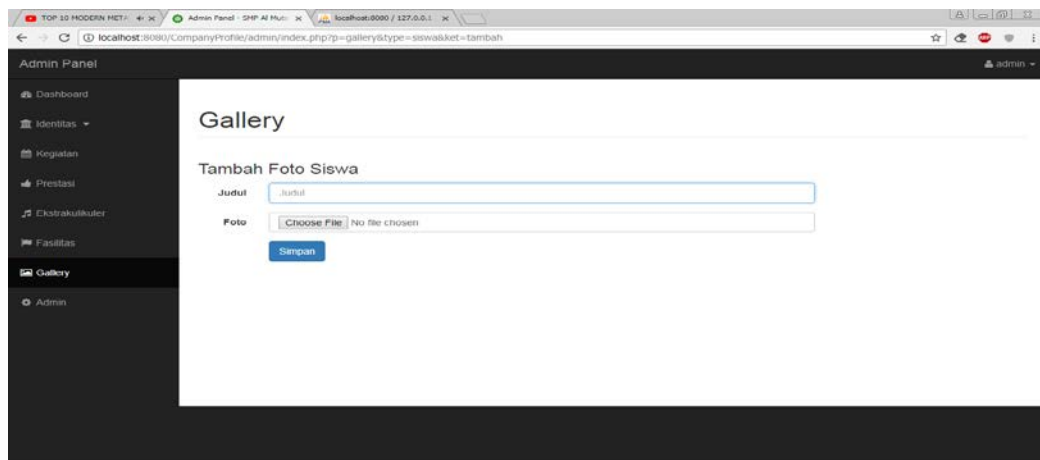 TOP 10 MODERN META
Admin Panel - SMP Al Mut
localhost:8080 / 127.0.0.1
localhost:8080/CompanyProfile/admin/index.php?p=gallery&type=siswa&ket=tambah
Admin Panel
admin
Dashboard
Identitas
Kegiatan
Prestasi
Ekstrakulikuler
Fasilitas
Gallery
Admin
Gallery
Tambah Foto Siswa
Judul
Judul
Foto
Choose File No file chosen
Simpan